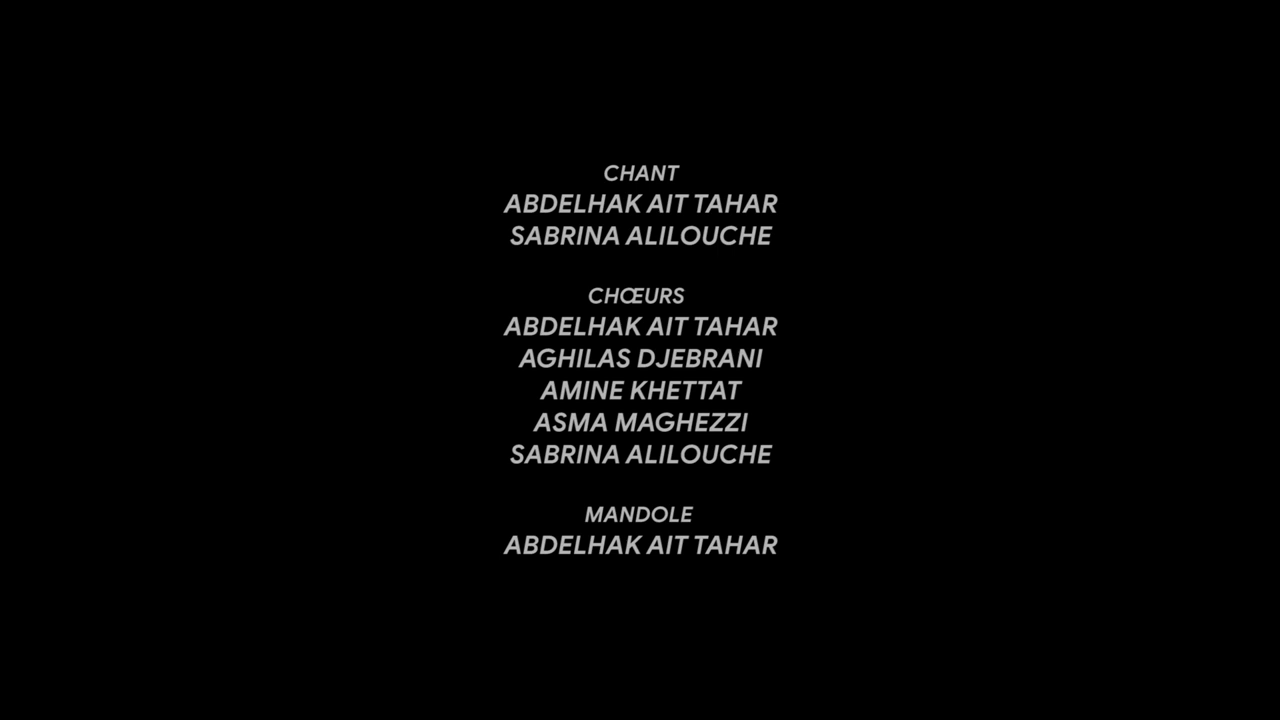 CHANT
ABDELHAK AIT TAHAR
SABRINA ALILOUCHE
CHŒURS
ABDELHAK AIT TAHAR
AGHILAS DJEBRANI
AMINE KHETTAT
ASMA MAGHEZZI
SABRINA ALILOUCHE
MANDOLE
ABDELHAK AIT TAHAR